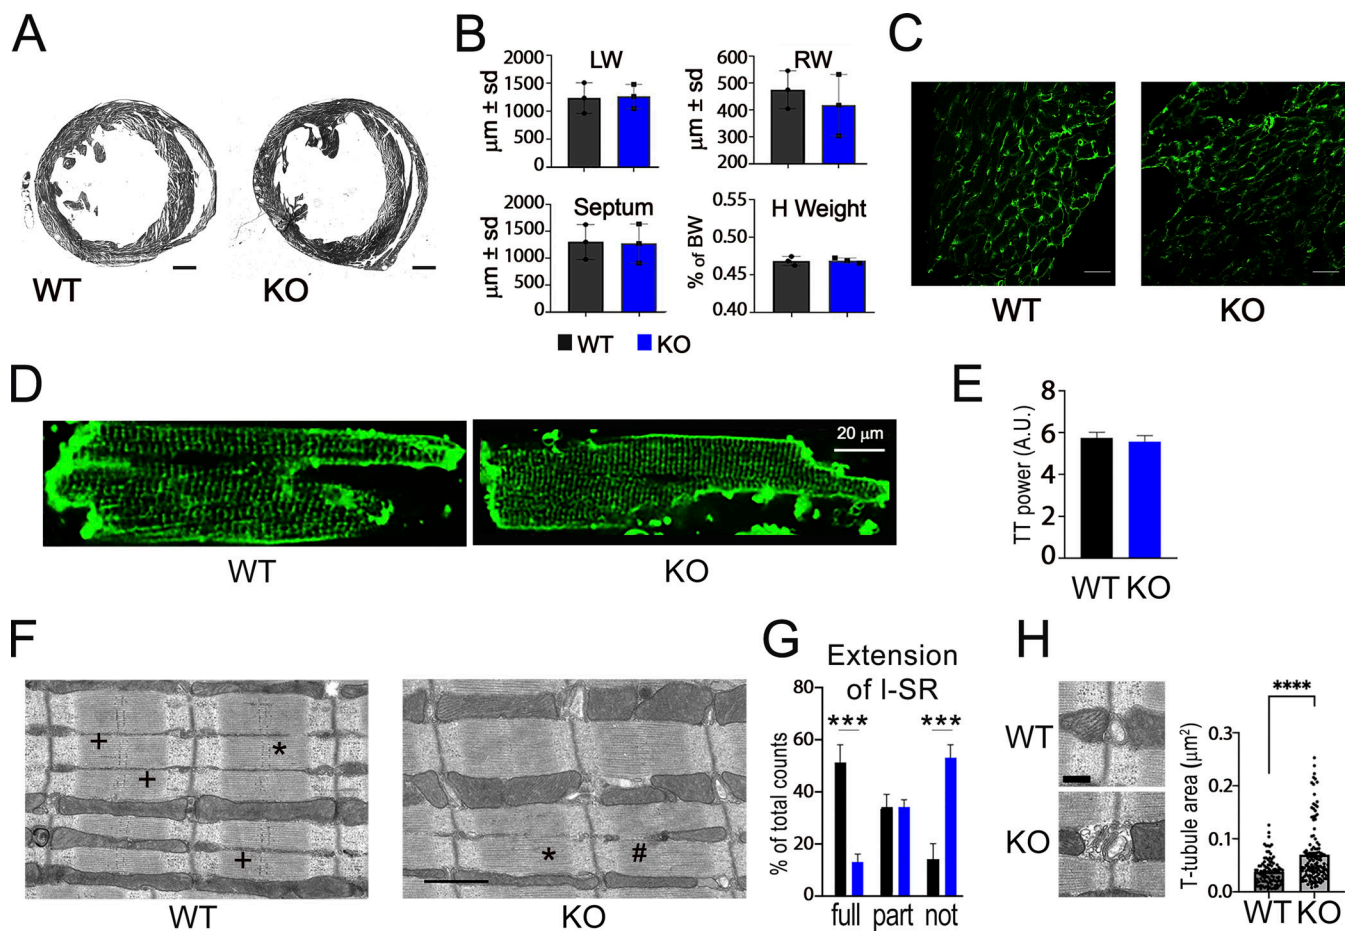 A
WT
KO
B
LW
μm ± sd
2000
1500
1000
500
0
RW
μm ± sd
600
500
400
300
200
Septum
μm ± sd
2000
1500
1000
500
0
H Weight
% of BW
0.55
0.50
0.45
0.40
WT
KO
C
WT
KO
D
20 μm
WT
KO
E
TT power (A.U.)
8
6
4
2
0
WT KO
F
+
*
+
+
WT
*
#
KO
G
Extension
of I-SR
% of total counts
80
60
40
20
0
***
***
full part not
H
WT
KO
****
T-tubule area (μm²)
0.3
0.2
0.1
0.0
WT KO